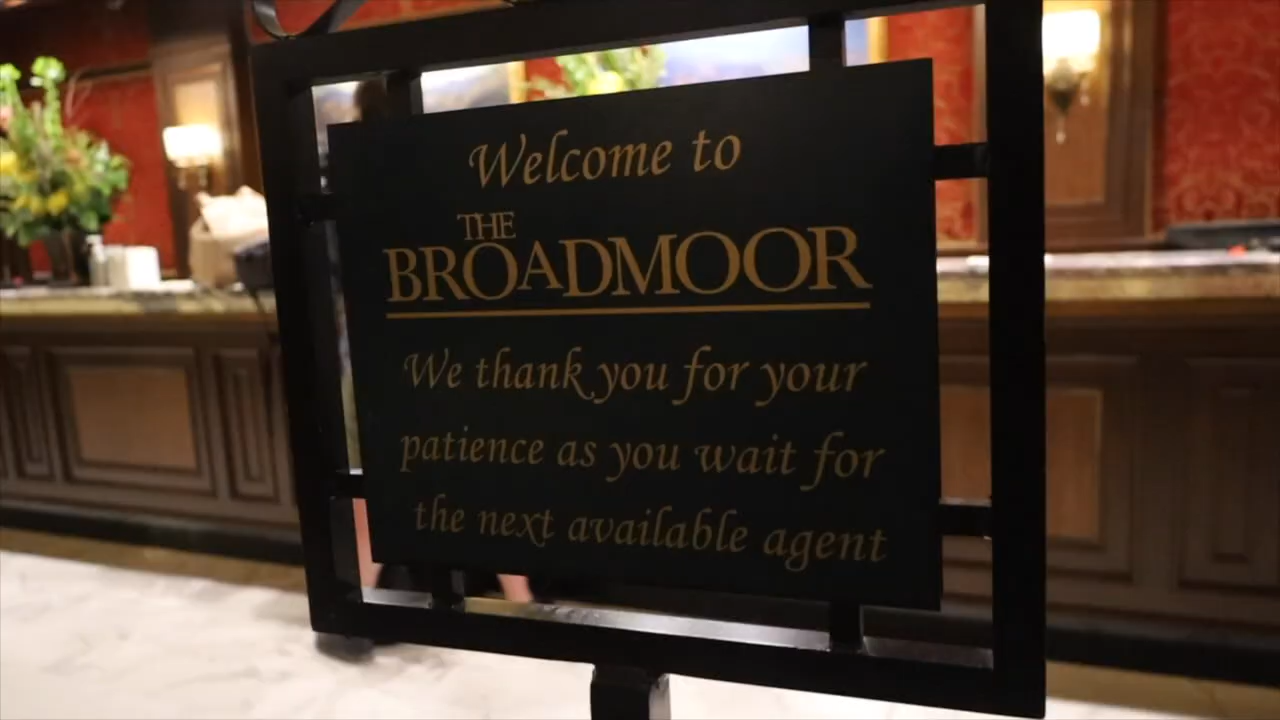 Welcome to
THE
BROADMOOR
We thank you for your
patience as you wait for
the next available agent